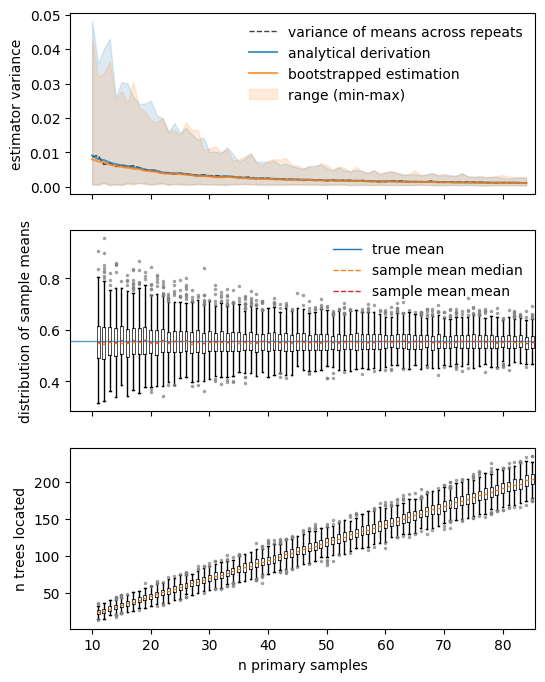 0.05
0.04
0.03
0.02
0.01
0.00
estimator variance
variance of means across repeats
analytical derivation
bootstrapped estimation
range (min-max)
0.8
0.6
0.4
distribution of sample means
true mean
sample mean median
sample mean mean
200
150
100
50
n trees located
10 20 30 40 50 60 70 80
n primary samples